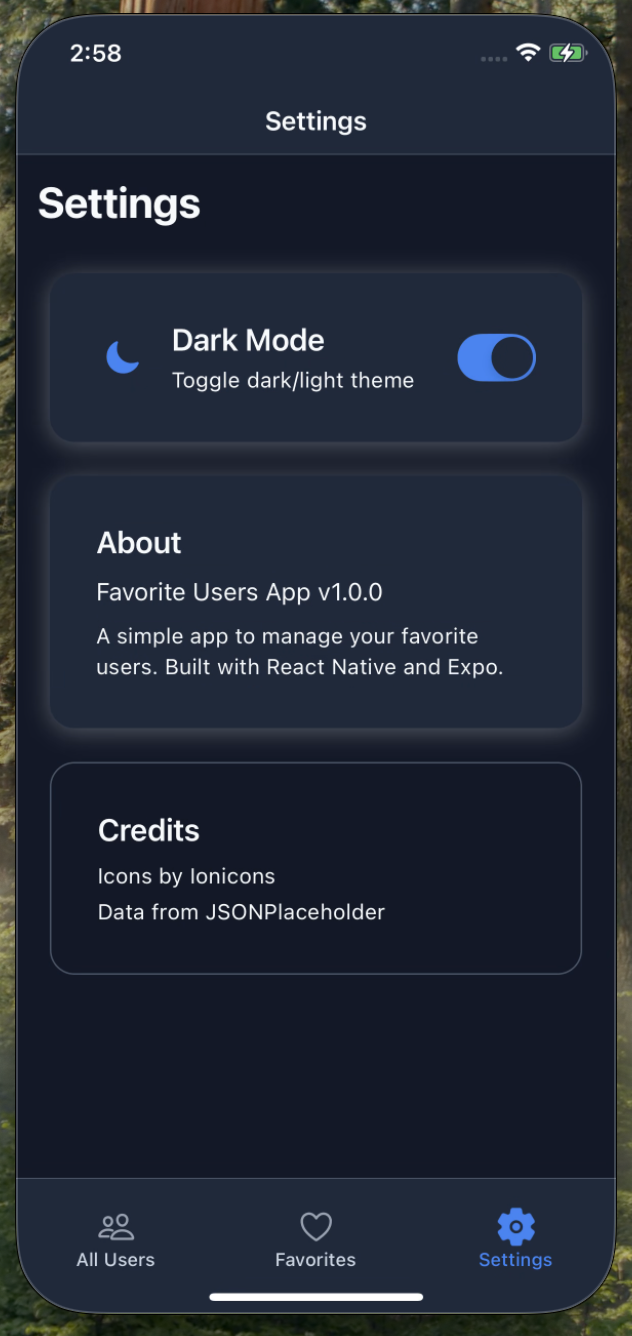 2:58
Settings
Settings
Dark Mode
Toggle dark/light theme
About
Favorite Users App v1.0.0
A simple app to manage your favorite
users. Built with React Native and Expo.
Credits
Icons by Ionicons
Data from JSONPlaceholder
All Users
Favorites
Settings